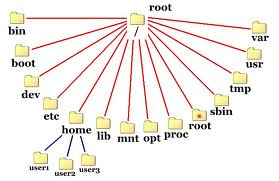 root
/
bin
var
boot
usr
dev
tmp
etc
sbin
home
lib
mnt
opt
proc
root
*
user1
user2
user3